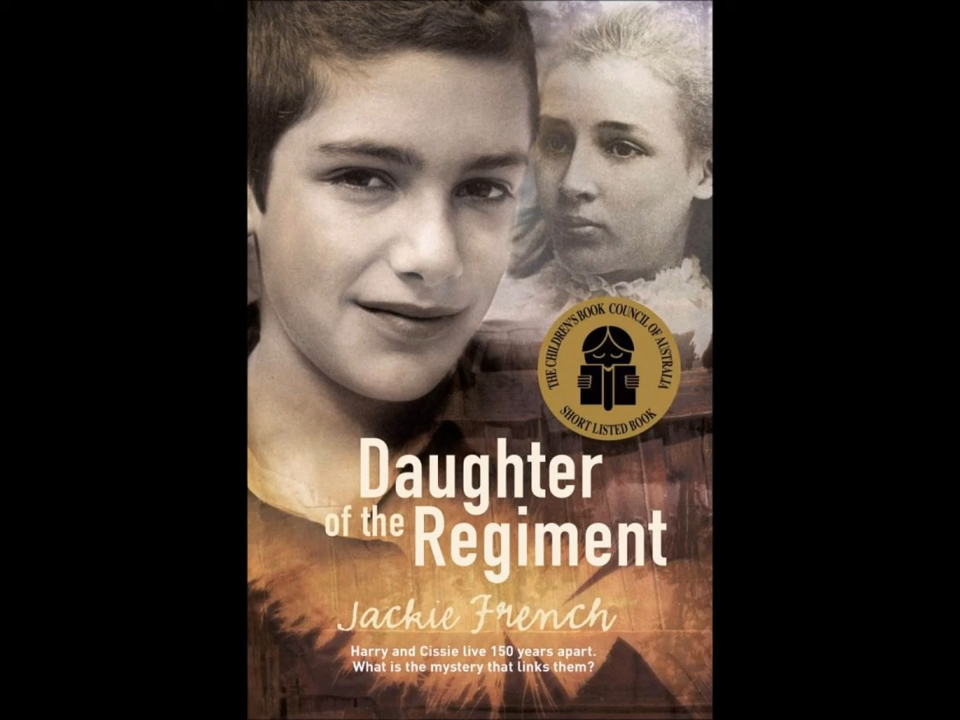 THE CHILDREN'S BOOK COUNCIL OF AUSTRALIA
SHORT LISTED BOOK
Daughter
of the Regiment
Jackie French
Harry and Cissie live 150 years apart.
What is the mystery that links them?